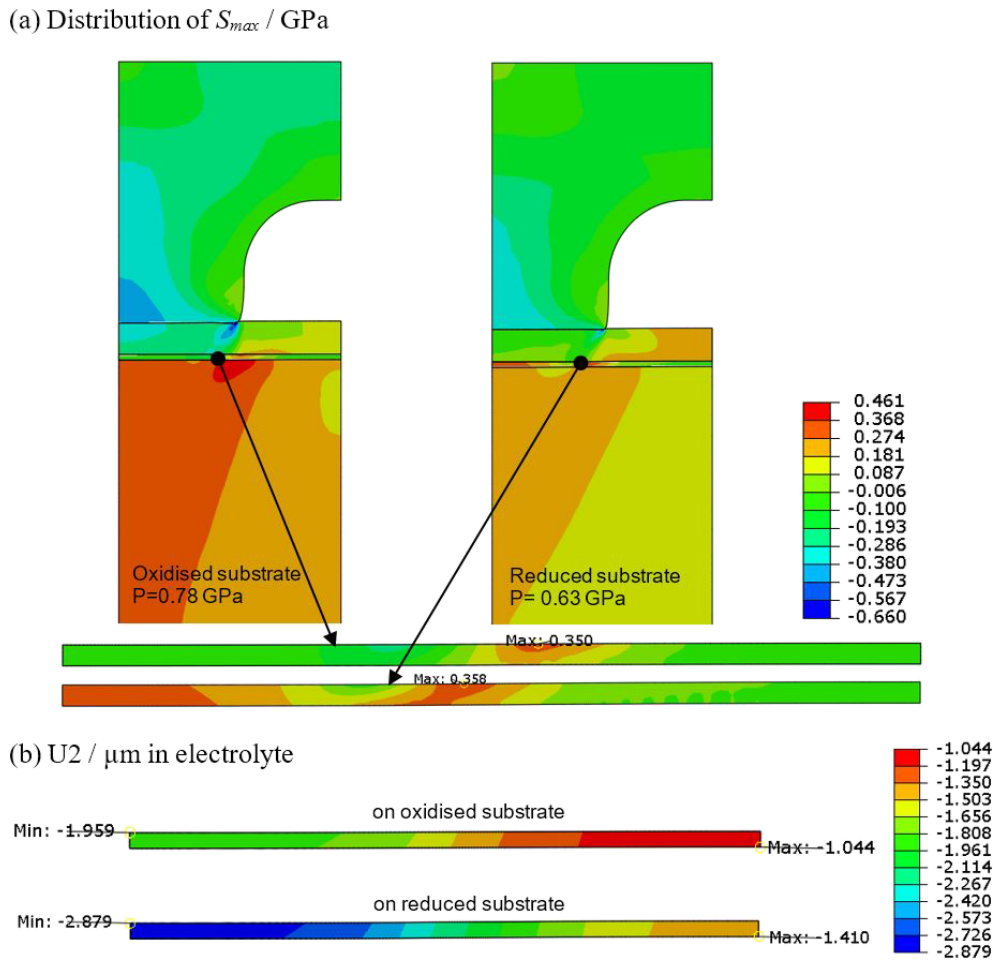 (a) Distribution of Smax / GPa
0.461
0.368
0.274
0.181
0.087
-0.006
-0.100
-0.193
-0.286
-0.380
-0.473
-0.567
-0.660
Oxidised substrate
P=0.78 GPa
Reduced substrate
P= 0.63 GPa
Max: 0.350
Max: 0.358
(b) U2 / µm in electrolyte
-1.044
-1.197
-1.350
-1.503
-1.656
-1.808
-1.961
-2.114
-2.267
-2.420
-2.573
-2.726
-2.879
on oxidised substrate
Min: -1.959
Max: -1.044
on reduced substrate
Min: -2.879
Max: -1.410